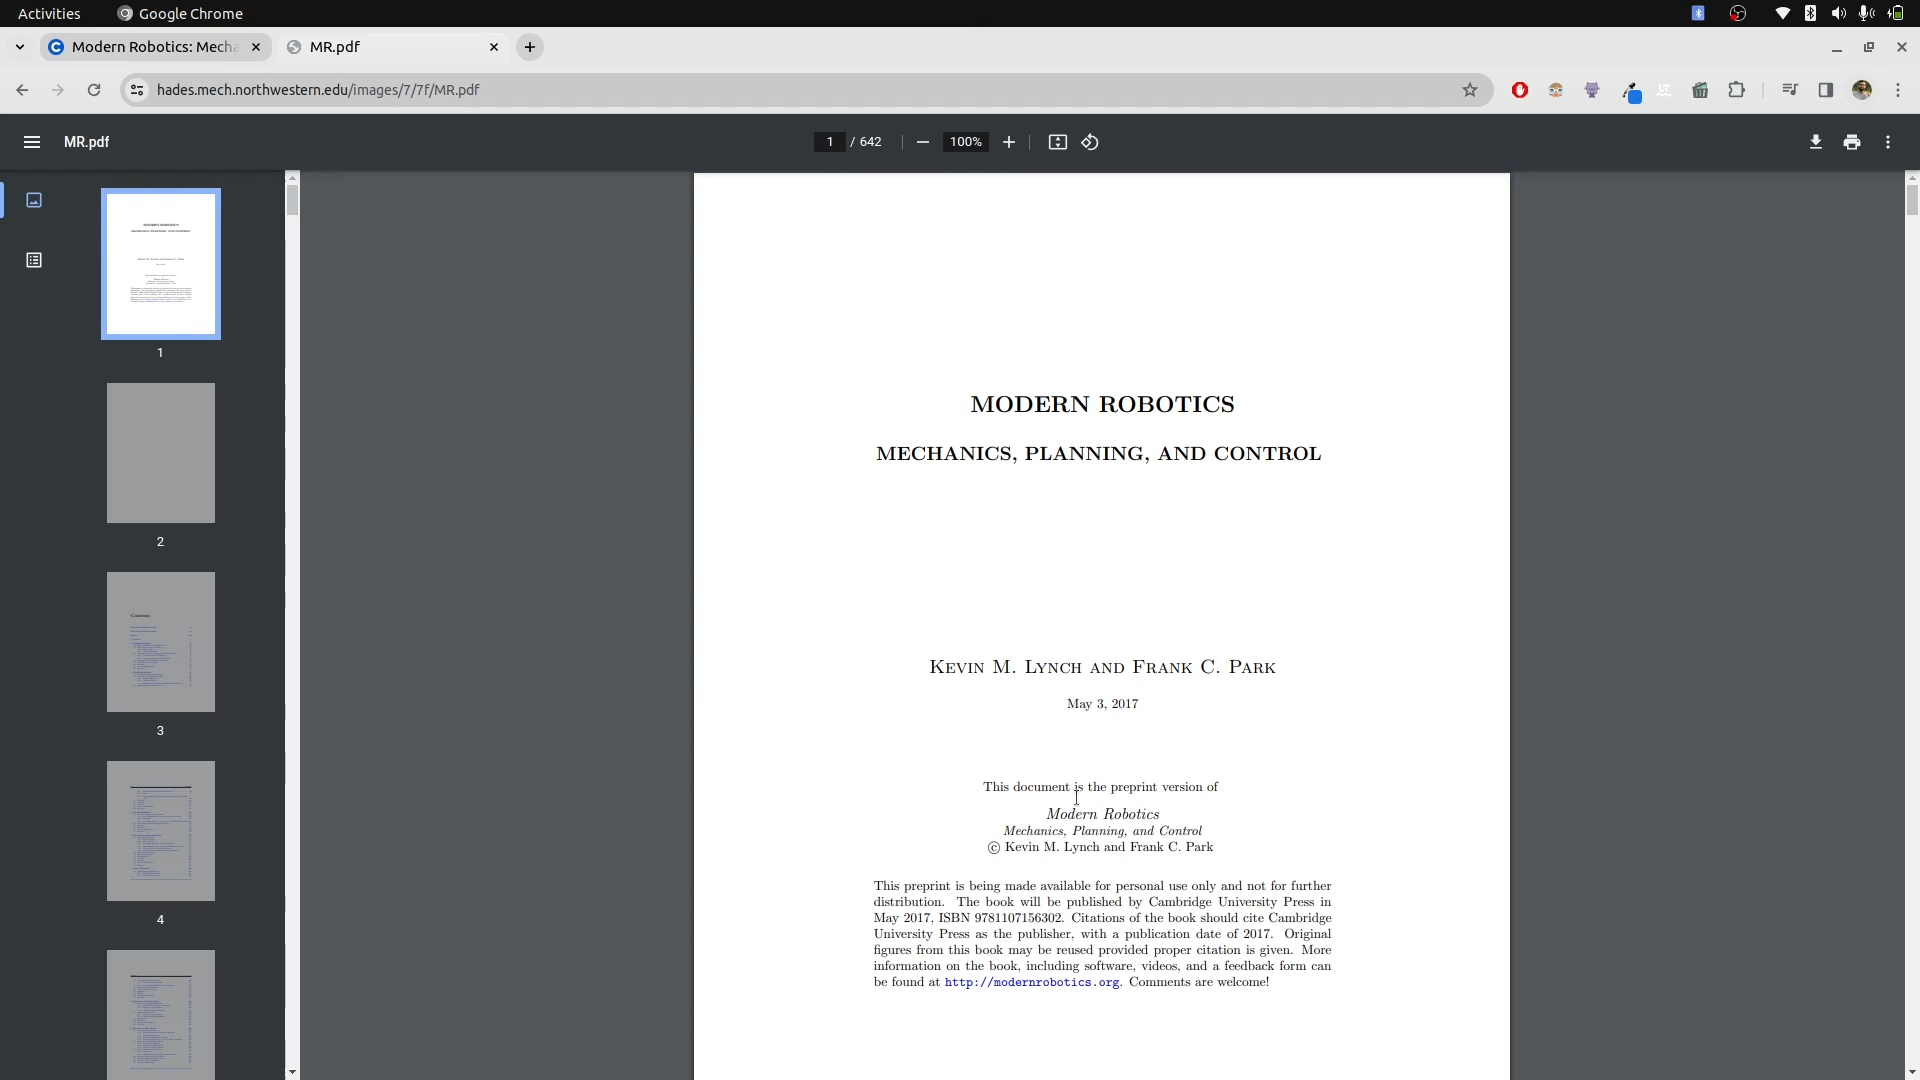 Activities
Google Chrome
Modern Robotics: Mecha
MR.pdf
hades.mech.northwestern.edu/images/7/7f/MR.pdf
MR.pdf
1 / 642
100%
1
2
3
4
MODERN ROBOTICS
MECHANICS, PLANNING, AND CONTROL
Kevin M. Lynch and Frank C. Park
May 3, 2017
This document is the preprint version of
Modern Robotics
Mechanics, Planning, and Control
© Kevin M. Lynch and Frank C. Park
This preprint is being made available for personal use only and not for further
distribution. The book will be published by Cambridge University Press in
May 2017, ISBN 9781107156302. Citations of the book should cite Cambridge
University Press as the publisher, with a publication date of 2017. Original
figures from this book may be reused provided proper citation is given. More
information on the book, including software, videos, and a feedback form can
be found at http://modernrobotics.org. Comments are welcome!